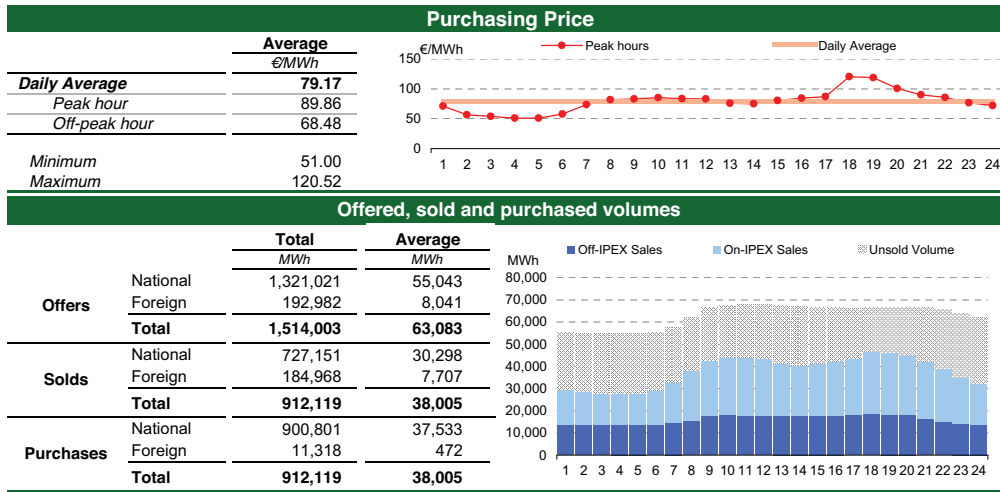 Purchasing Price
Average
€/MWh
Daily Average 79.17
Peak hour 89.86
Off-peak hour 68.48
Minimum 51.00
Maximum 120.52
€/MWh
Peak hours
Daily Average
150
100
50
0
1 2 3 4 5 6 7 8 9 10 11 12 13 14 15 16 17 18 19 20 21 22 23 24
Offered, sold and purchased volumes
Total Average
MWh MWh
Offers
National 1,321,021 55,043
Foreign 192,982 8,041
Total 1,514,003 63,083
Solds
National 727,151 30,298
Foreign 184,968 7,707
Total 912,119 38,005
Purchases
National 900,801 37,533
Foreign 11,318 472
Total 912,119 38,005
Off-IPEX Sales
On-IPEX Sales
Unsold Volume
MWh
80,000
70,000
60,000
50,000
40,000
30,000
20,000
10,000
0
1 2 3 4 5 6 7 8 9 10 11 12 13 14 15 16 17 18 19 20 21 22 23 24